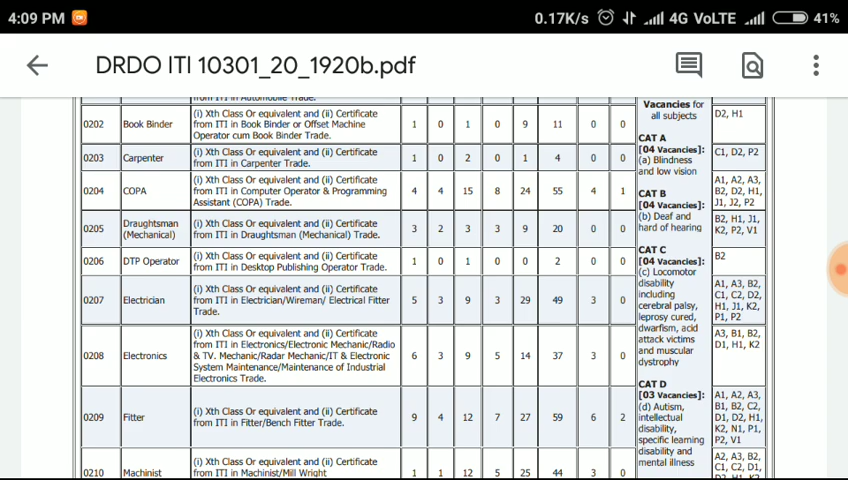 4:09 PM 0.17K/s 4G VoLTE 41%
DRDO ITI 10301_20_1920b.pdf
from ITI in Automobile Trade.
0202 Book Binder (i) Xth Class Or equivalent and (ii) Certificate from ITI in Book Binder or Offset Machine Operator cum Book Binder Trade. 1 0 1 0 9 11 0 0 D2, H1
0203 Carpenter (i) Xth Class Or equivalent and (ii) Certificate from ITI in Carpenter Trade. 1 0 2 0 1 4 0 0 C1, D2, P2
0204 COPA (i) Xth Class Or equivalent and (ii) Certificate from ITI in Computer Operator & Programming Assistant (COPA) Trade. 4 4 15 8 24 55 4 1 A1, A2, A3, B2, D2, H1, J1, J2, P2
0205 Draughtsman (Mechanical) (i) Xth Class Or equivalent and (ii) Certificate from ITI in Draughtsman (Mechanical) Trade. 3 2 3 3 9 20 0 0 B2, H1, J1, K2, P2, V1
0206 DTP Operator (i) Xth Class Or equivalent and (ii) Certificate from ITI in Desktop Publishing Operator Trade. 1 0 1 0 0 2 0 0 B2
0207 Electrician (i) Xth Class Or equivalent and (ii) Certificate from ITI in Electrician/Wireman/ Electrical Fitter Trade. 5 3 9 3 29 49 3 0 A1, A3, B2, C1, C2, D2, H1, J1, K2, P1, P2
0208 Electronics (i) Xth Class Or equivalent and (ii) Certificate from ITI in Electronics/Electronic Mechanic/Radio & TV. Mechanic/Radar Mechanic/IT & Electronic System Maintenance/Maintenance of Industrial Electronics Trade. 6 3 9 5 14 37 3 0 A3, B1, B2, D1, H1, K2
0209 Fitter (i) Xth Class Or equivalent and (ii) Certificate from ITI in Fitter/Bench Fitter Trade. 9 4 12 7 27 59 6 2 A1, A2, A3, B1, B2, C2, D1, D2, H1, K2, N1, P1, P2, V1
0210 Machinist (i) Xth Class Or equivalent and (ii) Certificate from ITI in Machinist/Mill Wright 1 1 12 5 25 44 3 0 A2, A3, B2, C1, C2, D1, D2, H1, K2
Vacancies for
all subjects
CAT A
[04 Vacancies]:
(a) Blindness
and low vision
CAT B
[04 Vacancies]:
(b) Deaf and
hard of hearing
CAT C
[04 Vacancies]:
(c) Locomotor
disability
including
cerebral palsy,
leprosy cured,
dwarfism, acid
attack victims
and muscular
dystrophy
CAT D
[03 Vacancies]:
(d) Autism,
intellectual
disability,
specific learning
disability and
mental illness